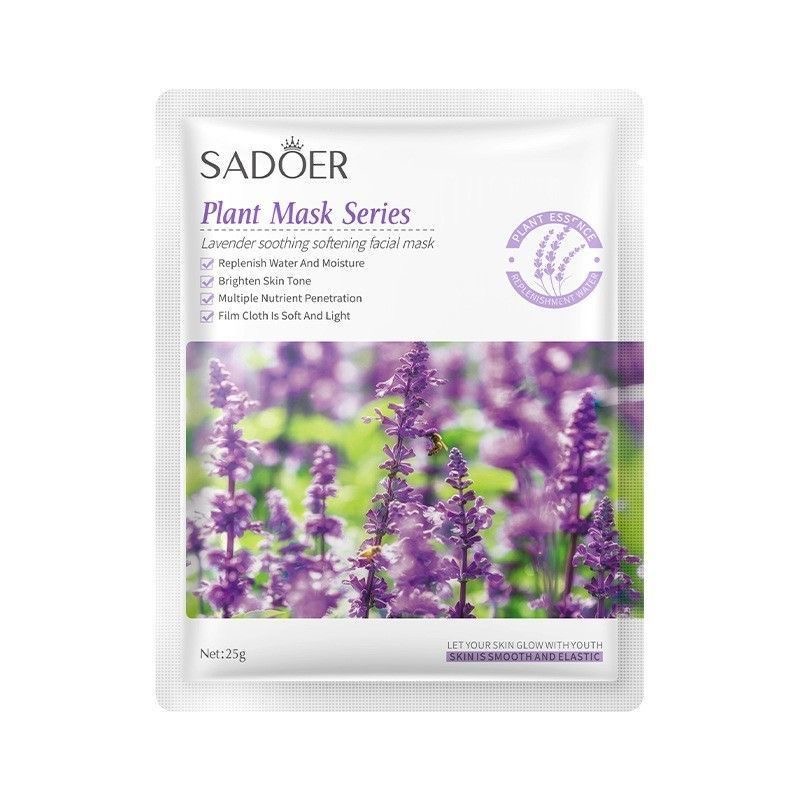 SADOER
Plant Mask Series
Lavender soothing softening facial mask
Replenish Water And Moisture
Brighten Skin Tone
Multiple Nutrient Penetration
Film Cloth Is Soft And Light
PLANT ESSENCE
REPLENISHMENT WATER
Net:25g
LET YOUR SKIN GLOW WITH YOUTH
SKIN IS SMOOTH AND ELASTIC